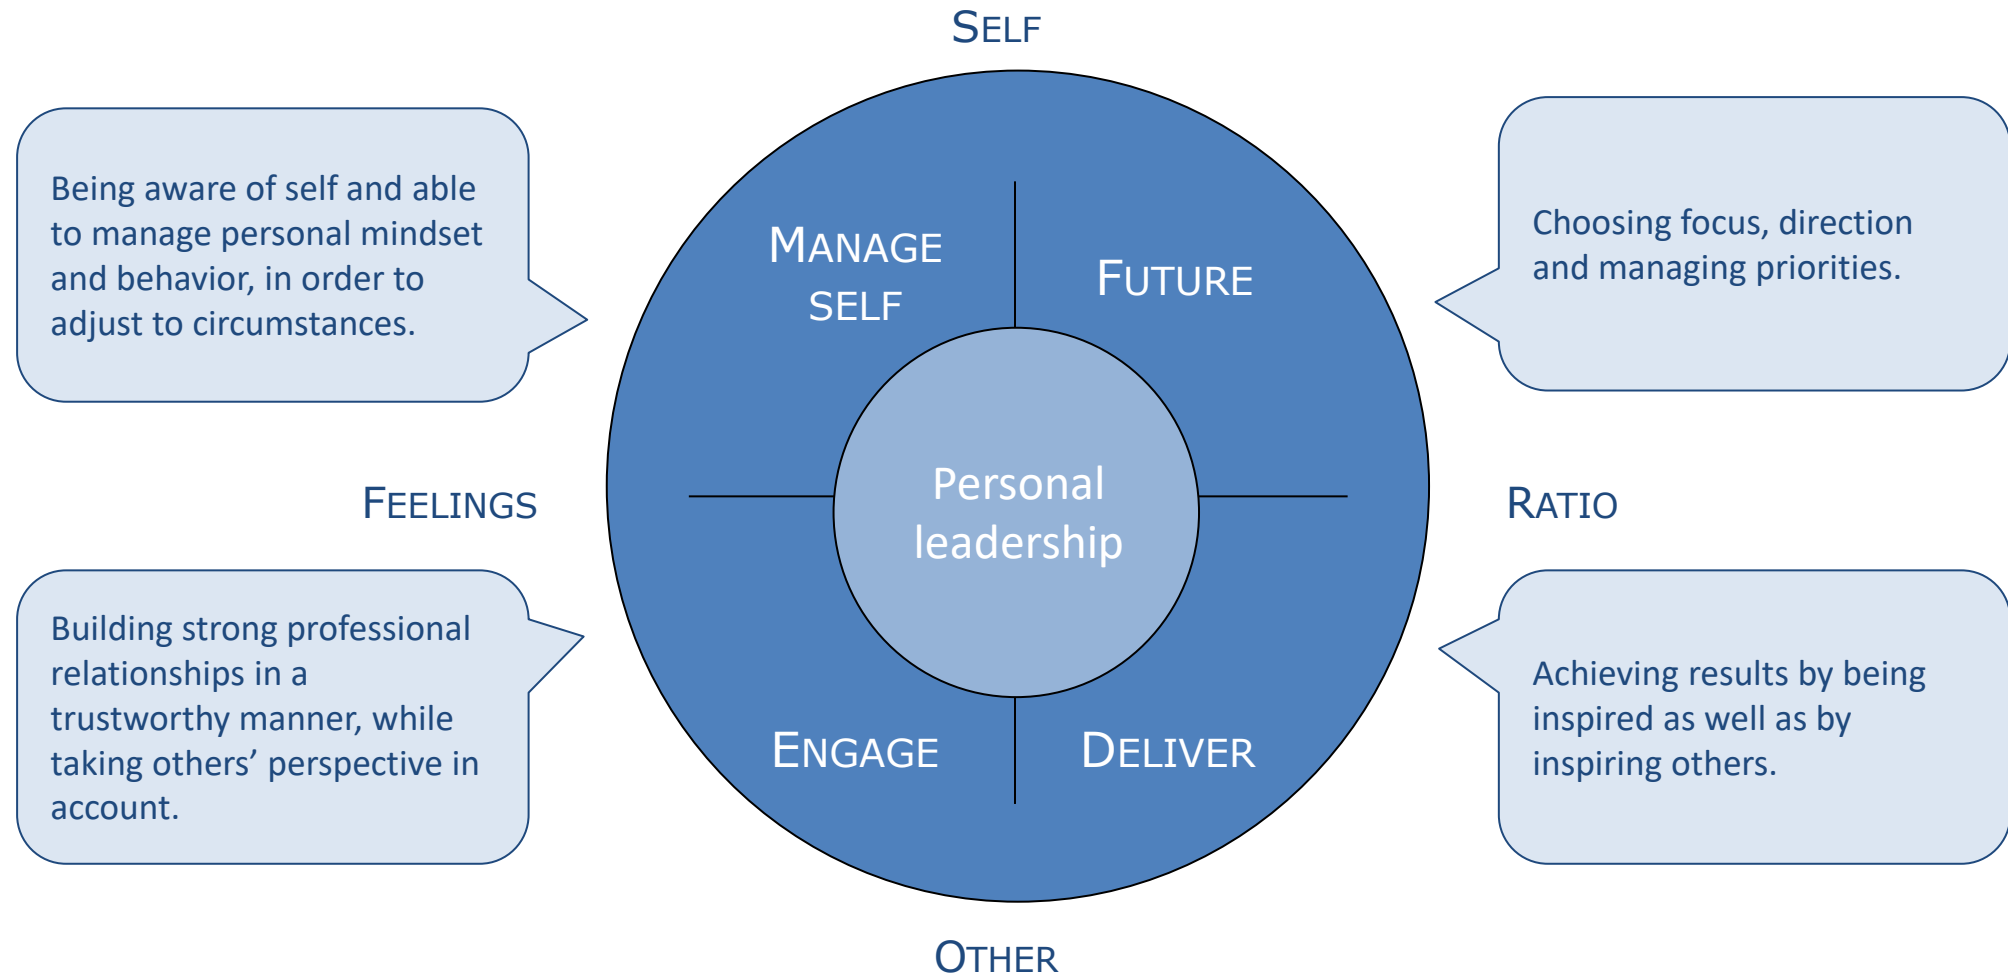 SELF
Being aware of self and able
to manage personal mindset
and behavior, in order to
adjust to circumstances.
MANAGE
SELF
FUTURE
Choosing focus, direction
and managing priorities.
FEELINGS
Personal
leadership
RATIO
Building strong professional
relationships in a
trustworthy manner, while
taking others’ perspective in
account.
ENGAGE
DELIVER
Achieving results by being
inspired as well as by
inspiring others.
OTHER